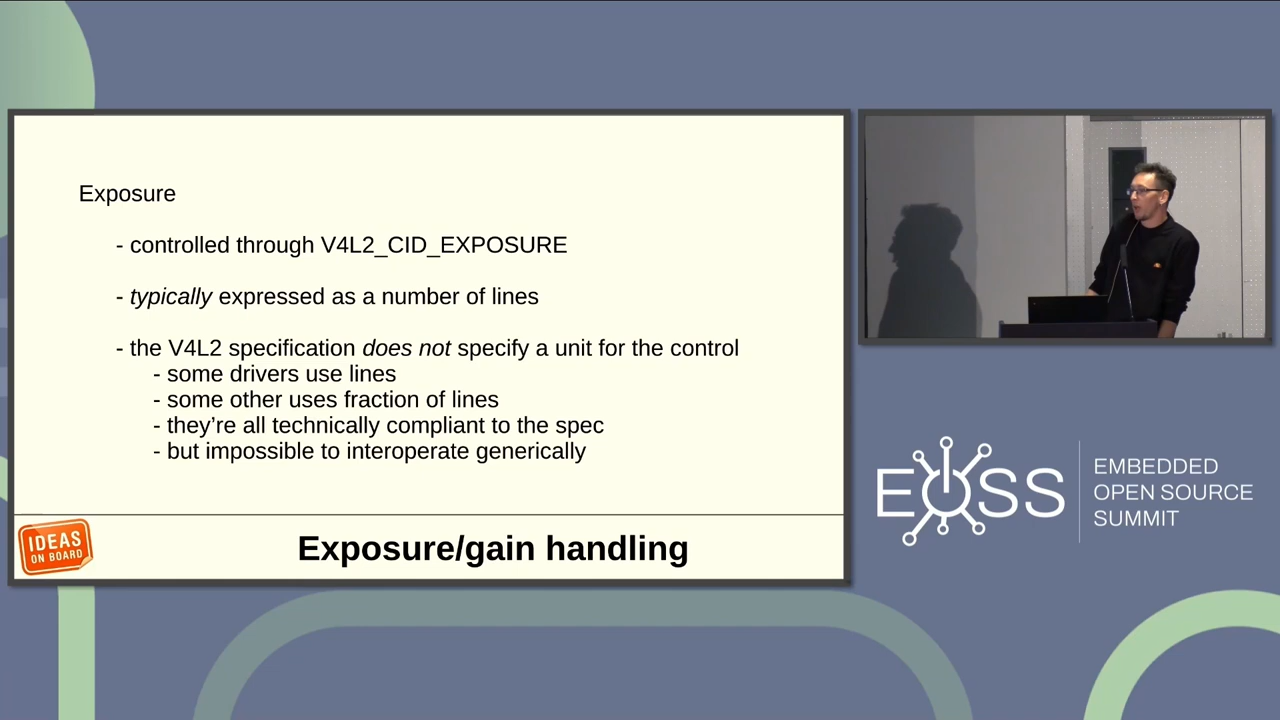 Exposure
- controlled through V4L2_CID_EXPOSURE
- typically expressed as a number of lines
- the V4L2 specification does not specify a unit for the control
- some drivers use lines
- some other uses fraction of lines
- they're all technically compliant to the spec
- but impossible to interoperate generically
IDEAS
ON BOARD
Exposure/gain handling
EOSS
EMBEDDED
OPEN SOURCE
SUMMIT